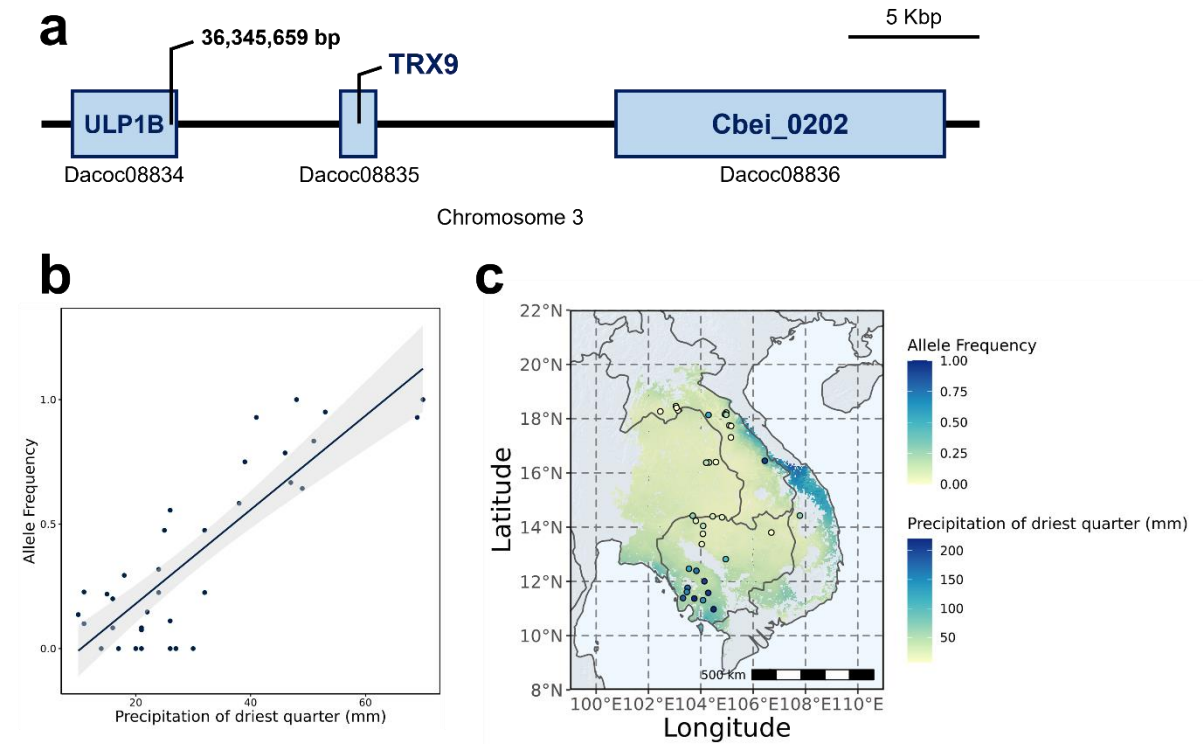 a
5 Kbp
36,345,659 bp
TRX9
ULP1B
Cbei_0202
Dacoc08834
Dacoc08835
Dacoc08836
Chromosome 3
b
1.0
0.5
0.0
Allele Frequency
20
40
60
Precipitation of driest quarter (mm)
c
22°N
20°N
18°N
16°N
14°N
12°N
10°N
8°N
Latitude
500 km
100°E102°E104°E106°E108°E110°E
Longitude
Allele Frequency
1.00
0.75
0.50
0.25
0.00
Precipitation of driest quarter (mm)
200
150
100
50